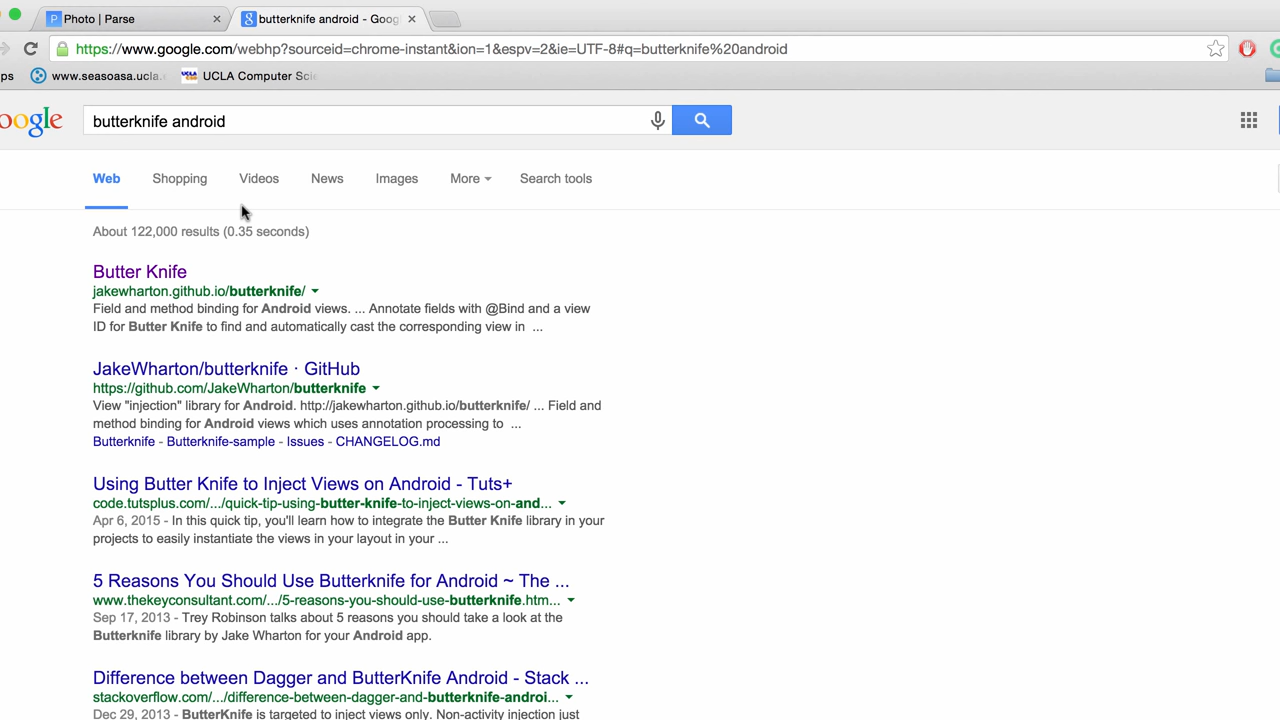 Photo | Parse
butterknife android - Goog
https://www.google.com/webhp?sourceid=chrome-instant&ion=1&espv=2&ie=UTF-8#q=butterknife%20android
ps www.seasoasa.ucla. UCLA Computer Scie
oogle butterknife android
Web Shopping Videos News Images More Search tools
About 122,000 results (0.35 seconds)
Butter Knife
jakewharton.github.io/butterknife/
Field and method binding for Android views. ... Annotate fields with @Bind and a view
ID for Butter Knife to find and automatically cast the corresponding view in ...
JakeWharton/butterknife · GitHub
https://github.com/JakeWharton/butterknife
View "injection" library for Android. http://jakewharton.github.io/butterknife/ ... Field and
method binding for Android views which uses annotation processing to ...
Butterknife - Butterknife-sample - Issues - CHANGELOG.md
Using Butter Knife to Inject Views on Android - Tuts+
code.tutsplus.com/.../quick-tip-using-butter-knife-to-inject-views-on-and...
Apr 6, 2015 - In this quick tip, you'll learn how to integrate the Butter Knife library in your
projects to easily instantiate the views in your layout in your ...
5 Reasons You Should Use Butterknife for Android ~ The ...
www.thekeyconsultant.com/.../5-reasons-you-should-use-butterknife.htm...
Sep 17, 2013 - Trey Robinson talks about 5 reasons you should take a look at the
Butterknife library by Jake Wharton for your Android app.
Difference between Dagger and ButterKnife Android - Stack ...
stackoverflow.com/.../difference-between-dagger-and-butterknife-androi...
Dec 29, 2013 - ButterKnife is targeted to inject views only. Non-activity injection just